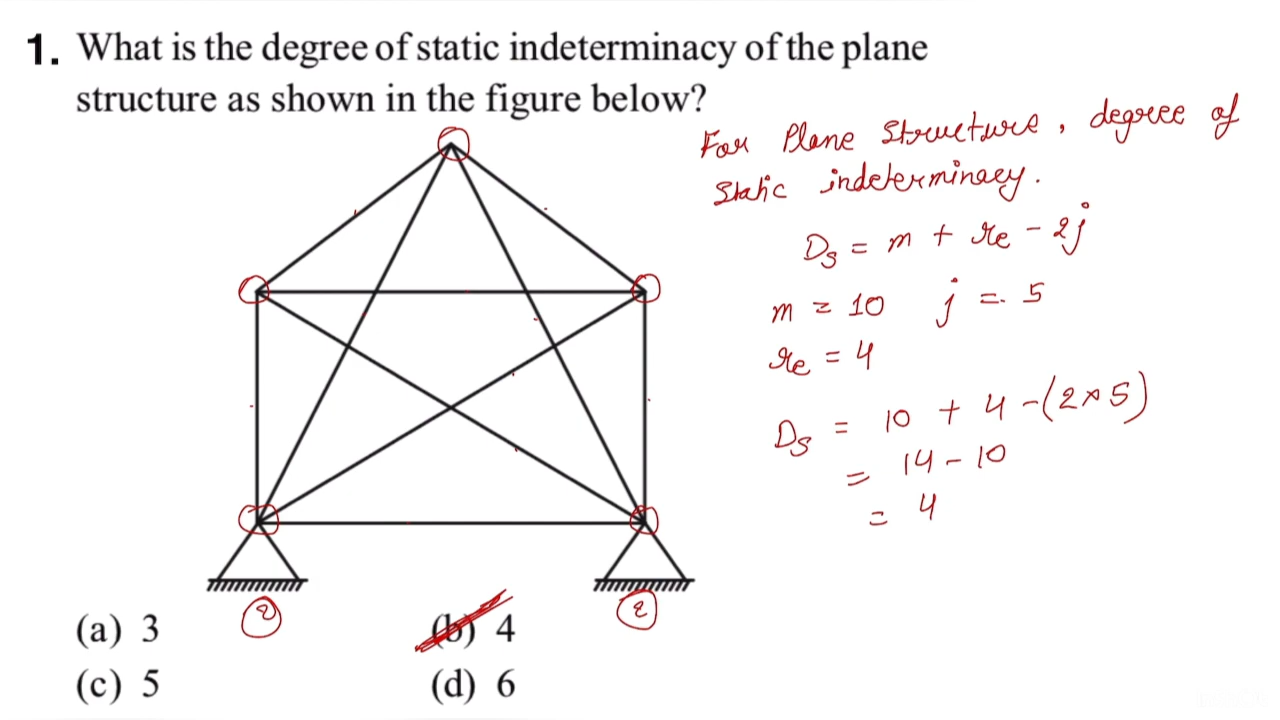 1. What is the degree of static indeterminacy of the plane
structure as shown in the figure below?
For Plane Structure, degree of
Static indeterminacy.
Ds = m + re - 2j
m = 10 j = 5
re = 4
Ds = 10 + 4 - (2×5)
= 14 - 10
= 4
2 2
(a) 3 (b) 4
(c) 5 (d) 6